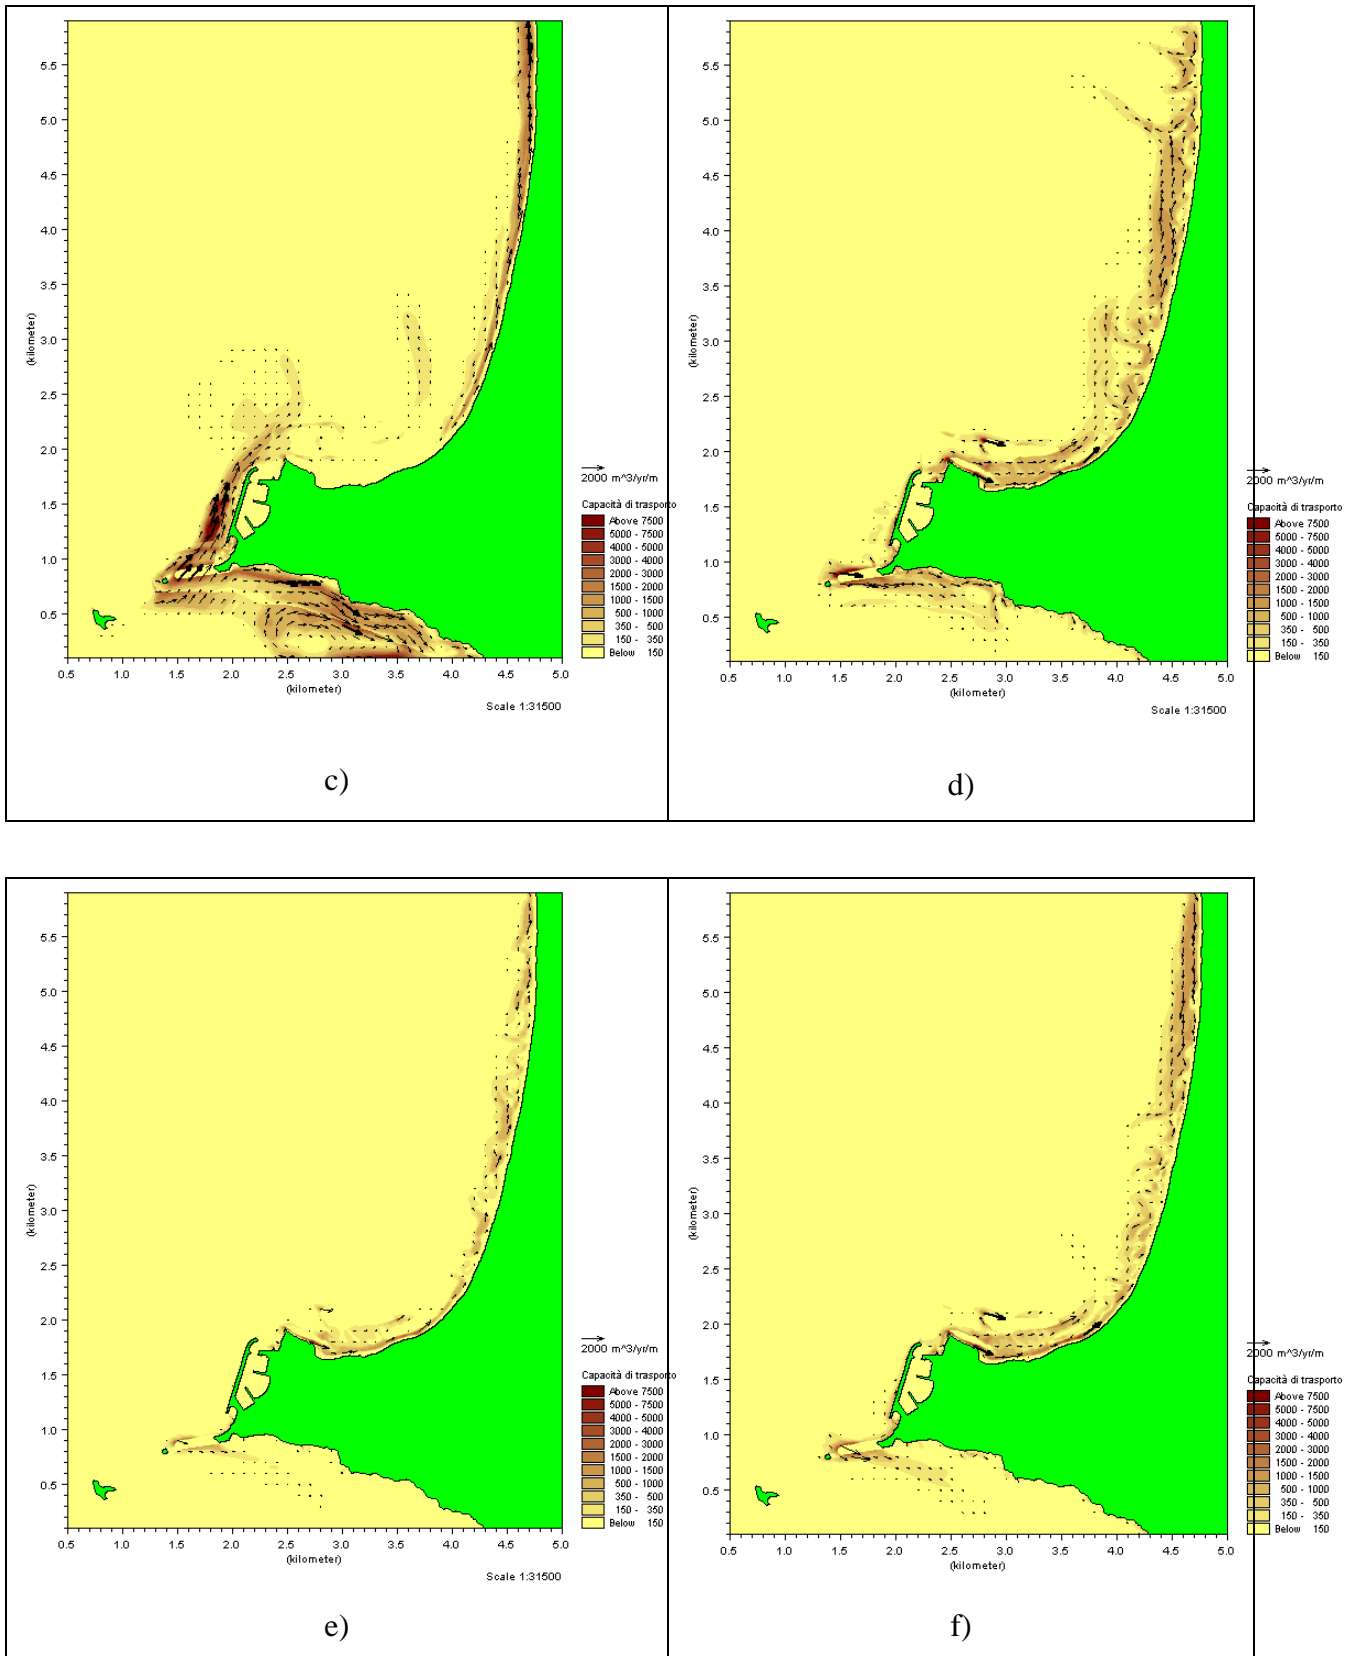 5.5
5.0
4.5
4.0
3.5
3.0
2.5
2.0
1.5
1.0
0.5
(kilometer)
0.5 1.0 1.5 2.0 2.5 3.0 3.5 4.0 4.5 5.0
(kilometer)
Scale 1:31500
2000 m^3/yr/m
Capacità di trasporto
Above 7500
5000 - 7500
4000 - 5000
3000 - 4000
2000 - 3000
1500 - 2000
1000 - 1500
500 - 1000
350 - 500
150 - 350
Below 150
c)
5.5
5.0
4.5
4.0
3.5
3.0
2.5
2.0
1.5
1.0
0.5
(kilometer)
0.5 1.0 1.5 2.0 2.5 3.0 3.5 4.0 4.5 5.0
(kilometer)
Scale 1:31500
2000 m^3/yr/m
Capacità di trasporto
Above 7500
5000 - 7500
4000 - 5000
3000 - 4000
2000 - 3000
1500 - 2000
1000 - 1500
500 - 1000
350 - 500
150 - 350
Below 150
d)
5.5
5.0
4.5
4.0
3.5
3.0
2.5
2.0
1.5
1.0
0.5
(kilometer)
0.5 1.0 1.5 2.0 2.5 3.0 3.5 4.0 4.5 5.0
(kilometer)
Scale 1:31500
2000 m^3/yr/m
Capacità di trasporto
Above 7500
5000 - 7500
4000 - 5000
3000 - 4000
2000 - 3000
1500 - 2000
1000 - 1500
500 - 1000
350 - 500
150 - 350
Below 150
e)
5.5
5.0
4.5
4.0
3.5
3.0
2.5
2.0
1.5
1.0
0.5
(kilometer)
0.5 1.0 1.5 2.0 2.5 3.0 3.5 4.0 4.5 5.0
(kilometer)
2000 m^3/yr/m
Capacità di trasporto
Above 7500
5000 - 7500
4000 - 5000
3000 - 4000
2000 - 3000
1500 - 2000
1000 - 1500
500 - 1000
350 - 500
150 - 350
Below 150
f)